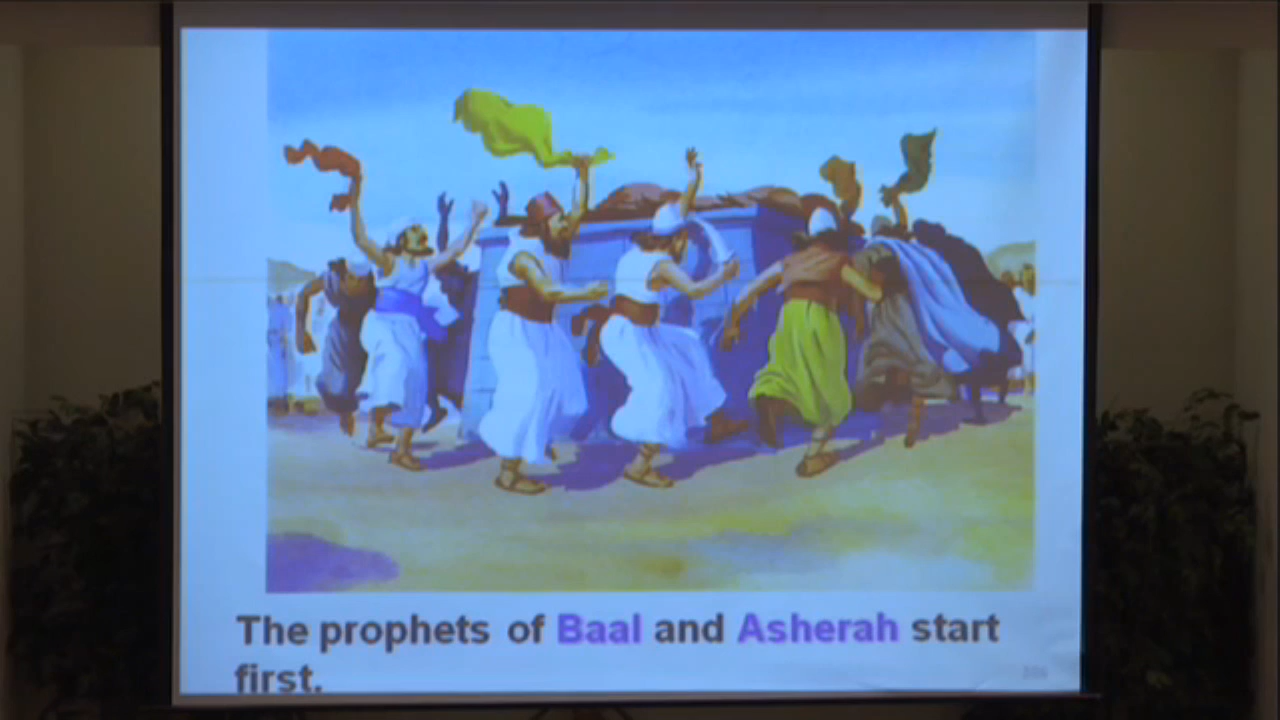 The prophets of Baal and Asherah start
first.